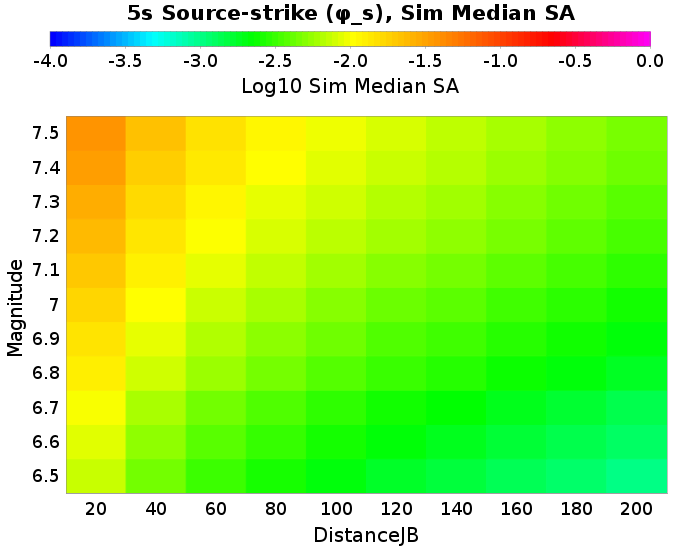 5s Source-strike (φ_s), Sim Median SA
-4.0 -3.5 -3.0 -2.5 -2.0 -1.5 -1.0 -0.5 0.0
Log10 Sim Median SA
7.5
7.4
7.3
7.2
7.1
7
6.9
6.8
6.7
6.6
6.5
Magnitude
20 40 60 80 100 120 140 160 180 200
DistanceJB